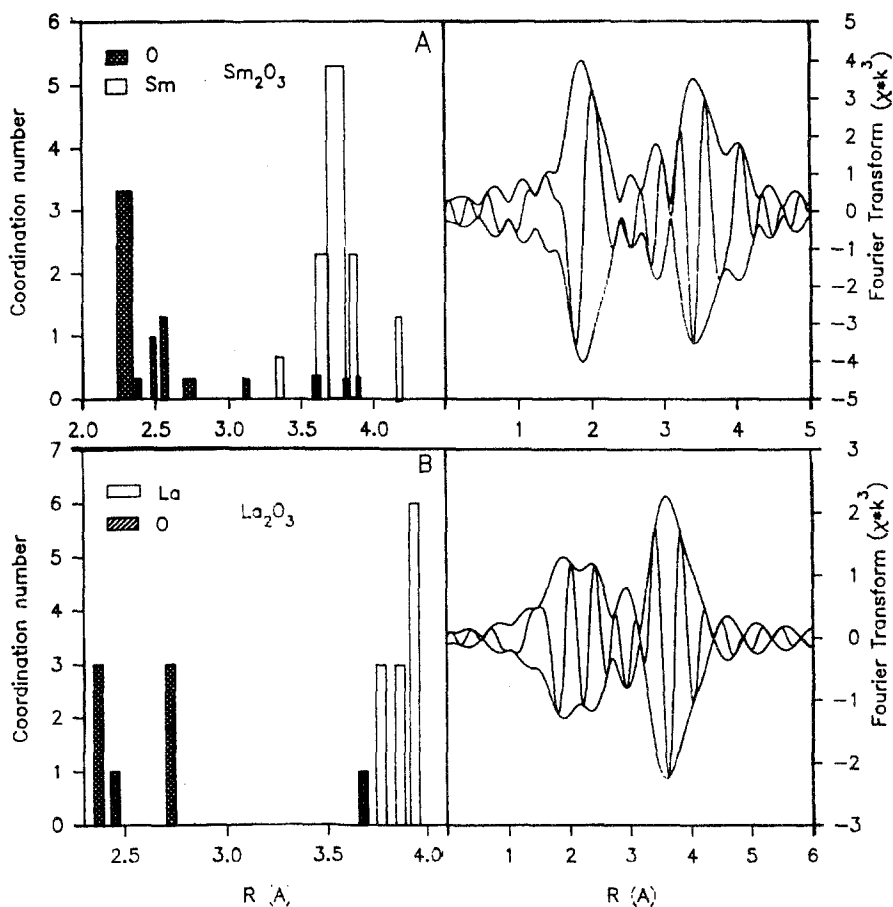 A
O
Sm
Sm₂O₃
Coordination number
6
5
4
3
2
1
0
2.0 2.5 3.0 3.5 4.0
Fourier Transform (χ*k³)
5
4
3
2
1
0
−1
−2
−3
−4
−5
1 2 3 4 5
B
La
O
La₂O₃
Coordination number
7
6
5
4
3
2
1
0
2.5 3.0 3.5 4.0
R (A)
Fourier Transform (χ*k³)
3
2
1
0
−1
−2
−3
1 2 3 4 5 6
R (A)